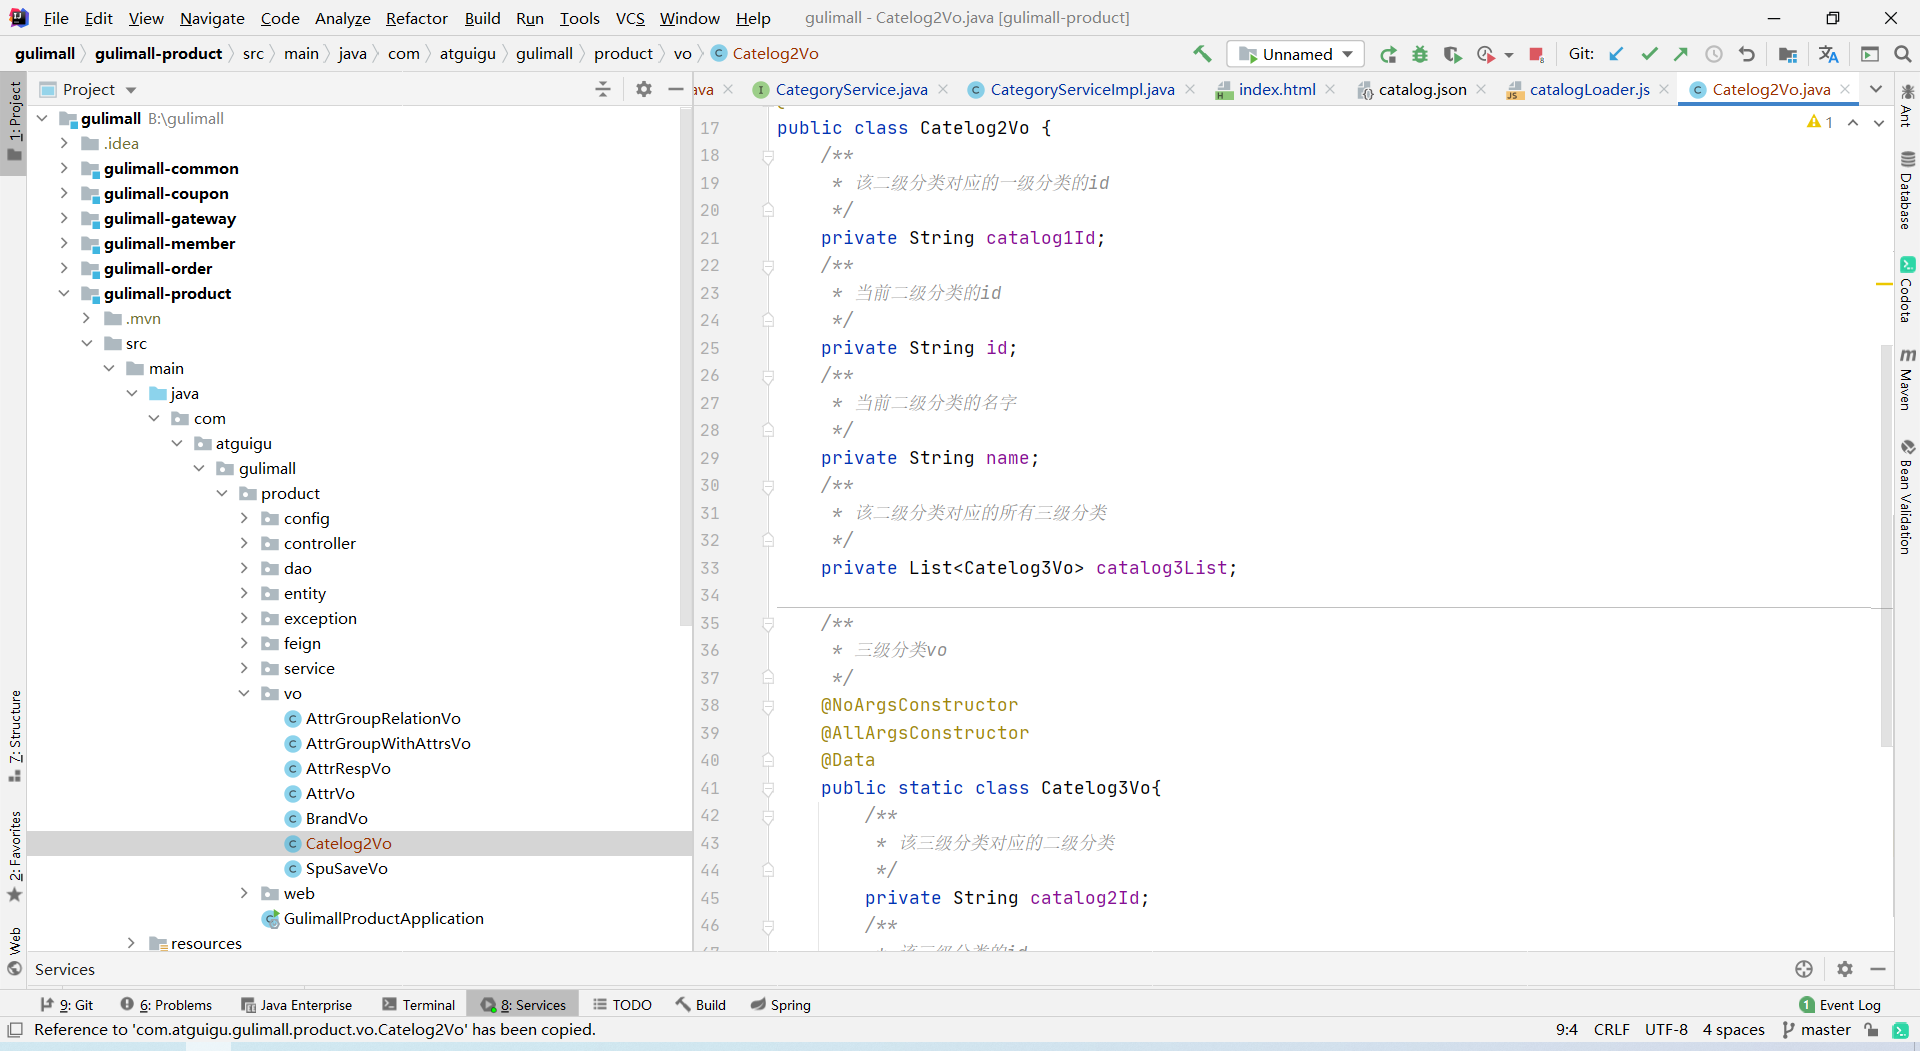 File Edit View Navigate Code Analyze Refactor Build Run Tools VCS Window Help gulimall - Catelog2Vo.java [gulimall-product]
gulimall gulimall-product src main java com atguigu gulimall product vo Catelog2Vo Unnamed Git:
Project
ava CategoryService.java CategoryServiceImpl.java index.html catalog.json catalogLoader.js Catelog2Vo.java
1: Project
7: Structure
2: Favorites
Web
gulimall B:\gulimall
.idea
gulimall-common
gulimall-coupon
gulimall-gateway
gulimall-member
gulimall-order
gulimall-product
.mvn
src
main
java
com
atguigu
gulimall
product
config
controller
dao
entity
exception
feign
service
vo
AttrGroupRelationVo
AttrGroupWithAttrsVo
AttrRespVo
AttrVo
BrandVo
Catelog2Vo
SpuSaveVo
web
GulimallProductApplication
resources
1
17 public class Catelog2Vo {
18 /**
19 * 该二级分类对应的一级分类的id
20 */
21 private String catalog1Id;
22 /**
23 * 当前二级分类的id
24 */
25 private String id;
26 /**
27 * 当前二级分类的名字
28 */
29 private String name;
30 /**
31 * 该二级分类对应的所有三级分类
32 */
33 private List<Catelog3Vo> catalog3List;
34
35 /**
36 * 三级分类vo
37 */
38 @NoArgsConstructor
39 @AllArgsConstructor
40 @Data
41 public static class Catelog3Vo{
42 /**
43 * 该三级分类对应的二级分类
44 */
45 private String catalog2Id;
46 /**
Ant
Database
Codota
Maven
Bean Validation
Services
9: Git 6: Problems Java Enterprise Terminal 8: Services TODO Build Spring 1 Event Log
Reference to 'com.atguigu.gulimall.product.vo.Catelog2Vo' has been copied. 9:4 CRLF UTF-8 4 spaces master